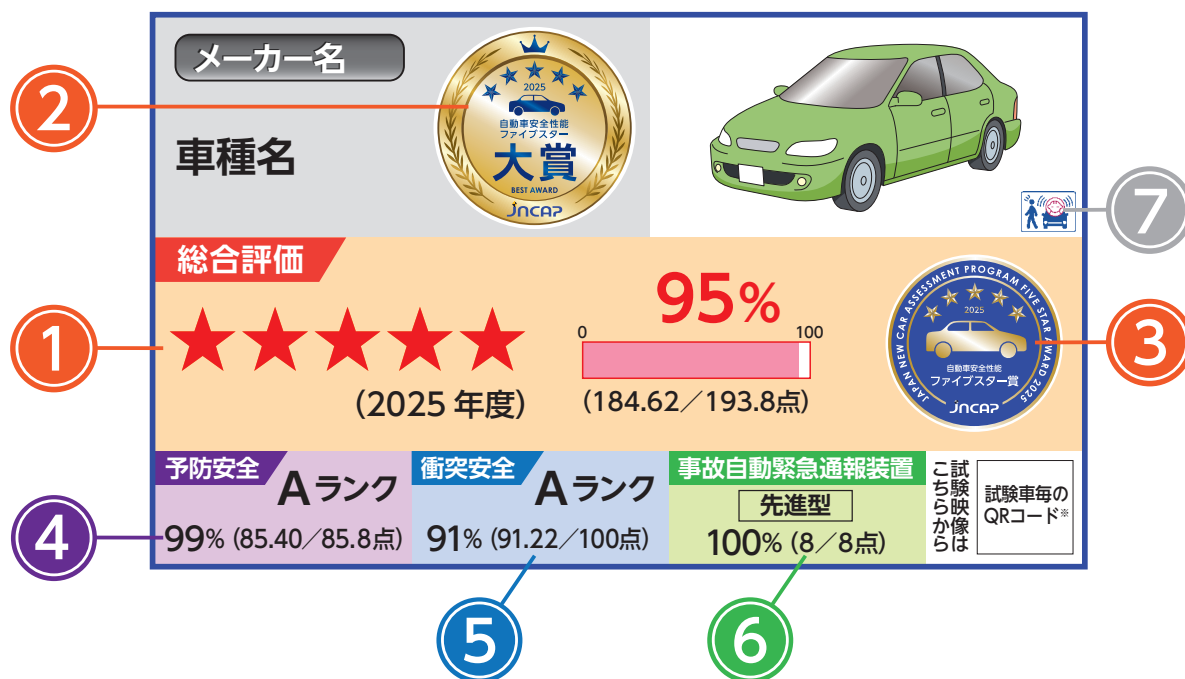 メーカー名
車種名
2025
自動車安全性能
ファイブスター
大賞
BEST AWARD
JNCAP
②
⑦
総合評価
①
(2025年度)
95%
0 100
(184.62／193.8点)
JAPAN NEW CAR ASSESSMENT PROGRAM FIVE STAR AWARD 2025
2025
自動車安全性能
ファイブスター賞
JNCAP
③
予防安全
Aランク
99% (85.40／85.8点)
④
衝突安全
Aランク
91% (91.22／100点)
⑤
事故自動緊急通報装置
先進型
100% (8／8点)
⑥
試験映像は
こちらから
試験車毎の
QRコード※